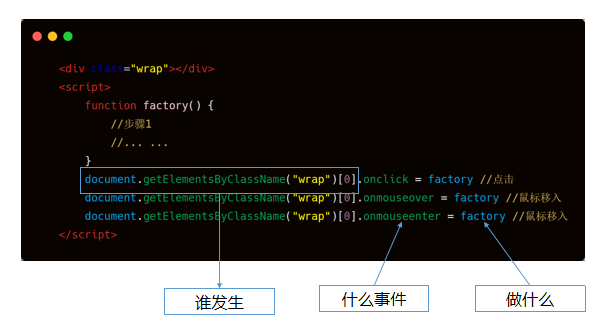 <div class="wrap"></div>
<script>
function factory() {
//步骤1
//... ...
}
document.getElementsByClassName("wrap")[0].onclick = factory //点击
document.getElementsByClassName("wrap")[0].onmouseover = factory //鼠标移入
document.getElementsByClassName("wrap")[0].onmouseenter = factory //鼠标移入
</script>
谁发生
什么事件
做什么